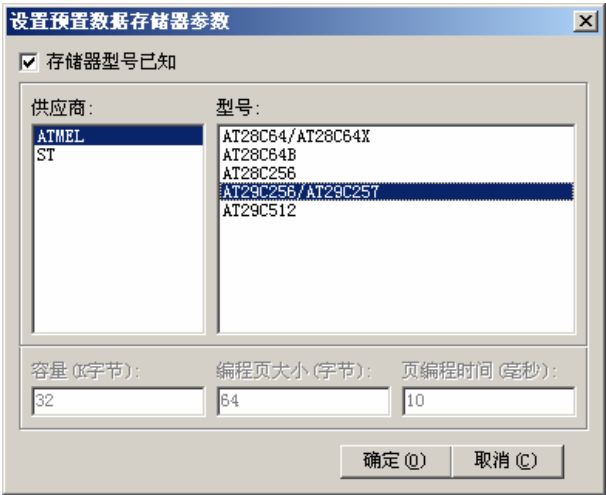 设置预置数据存储器参数
存储器型号已知
供应商: 型号:
ATMEL
ST
AT28C64/AT28C64X
AT28C64B
AT28C256
AT29C256/AT29C257
AT29C512
容量(K字节): 编程页大小(字节): 页编程时间(毫秒):
32 64 10
确定(O) 取消(C)